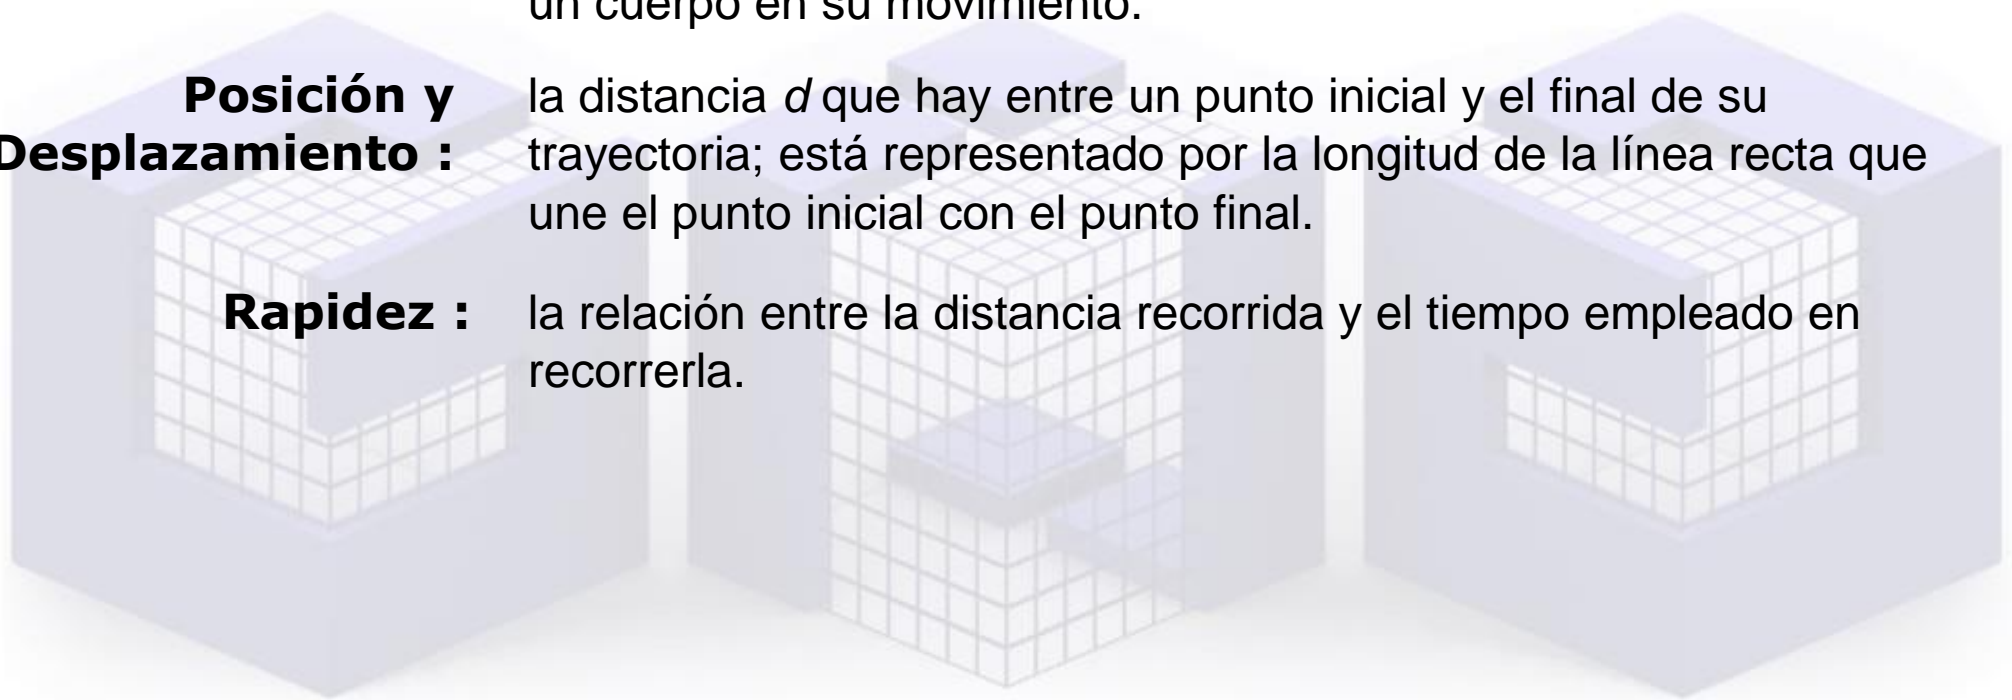 un cuerpo en su movimiento.
Posición y
Desplazamiento :
la distancia d que hay entre un punto inicial y el final de su
trayectoria; está representado por la longitud de la línea recta que
une el punto inicial con el punto final.
Rapidez :
la relación entre la distancia recorrida y el tiempo empleado en
recorrerla.